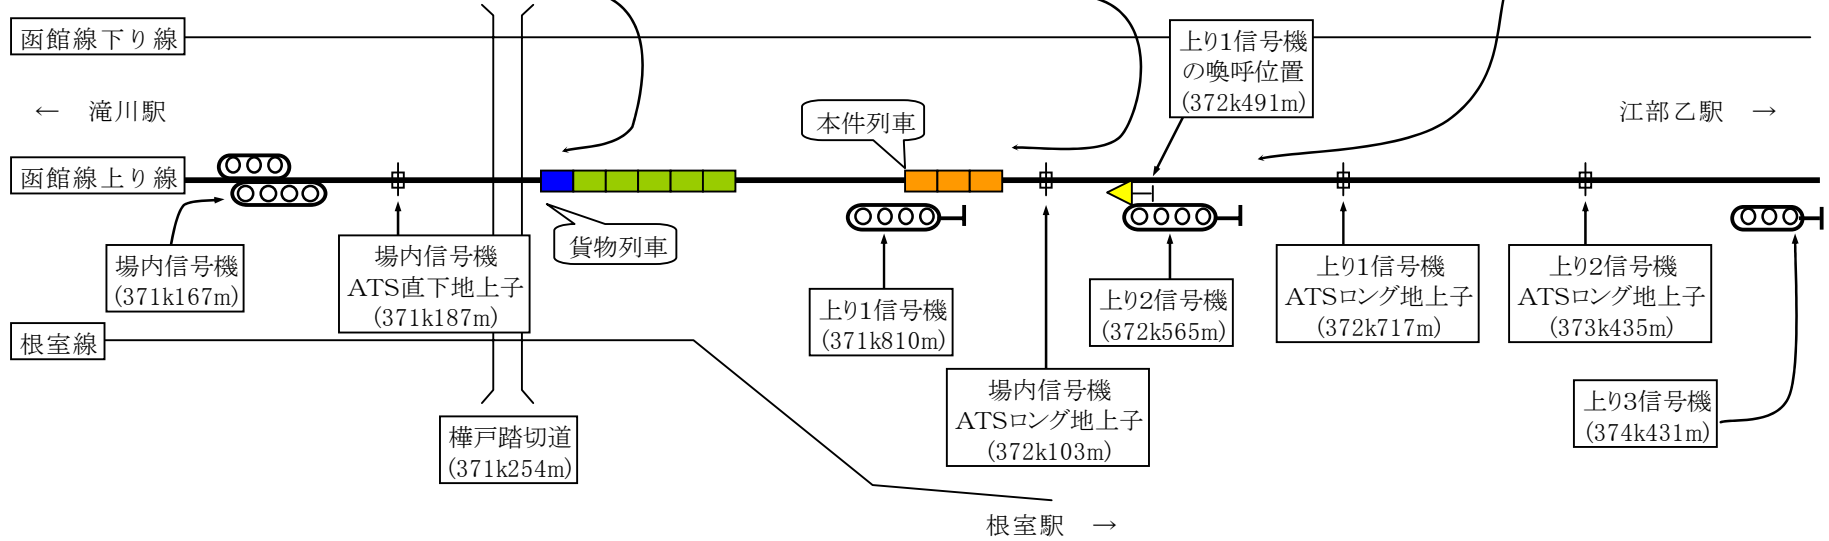 函館線下り線
上り1信号機
の喚呼位置
(372k491m)
← 滝川駅
本件列車
江部乙駅 →
函館線上り線
貨物列車
場内信号機
(371k167m)
場内信号機
ATS直下地上子
(371k187m)
上り1信号機
(371k810m)
上り2信号機
(372k565m)
上り1信号機
ATSロング地上子
(372k717m)
上り2信号機
ATSロング地上子
(373k435m)
根室線
場内信号機
ATSロング地上子
(372k103m)
上り3信号機
(374k431m)
樺戸踏切道
(371k254m)
根室駅 →